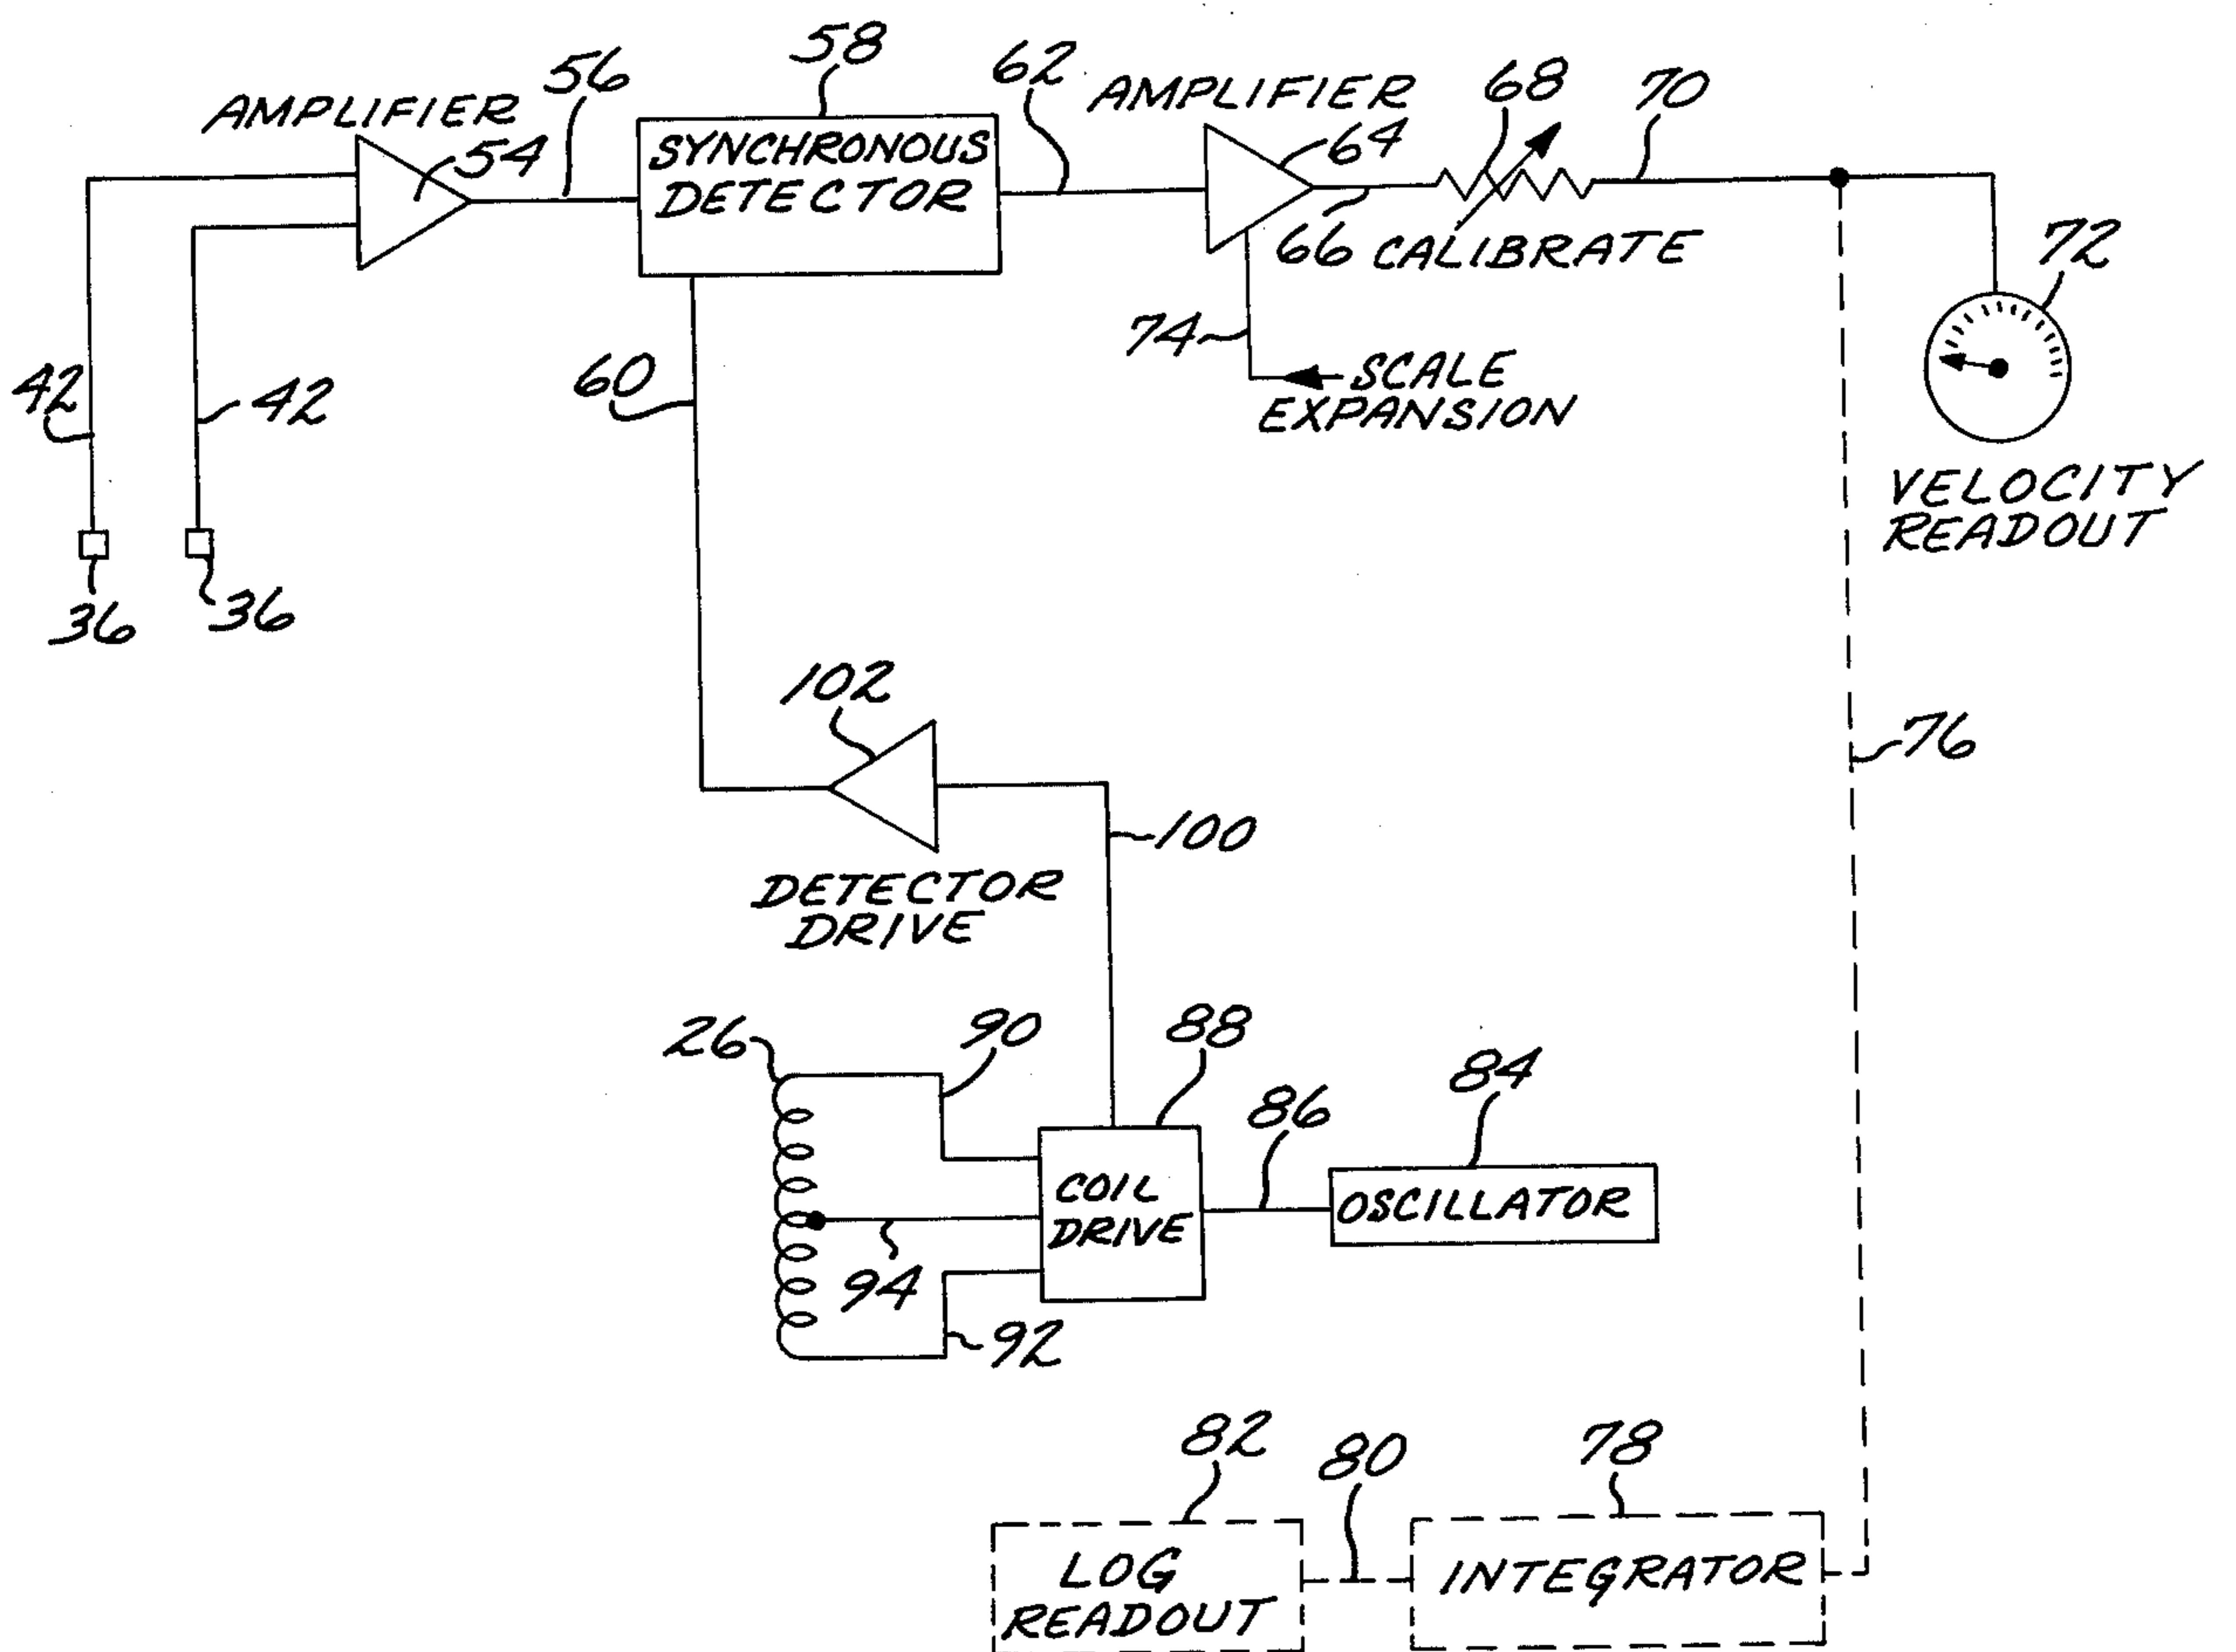 58
56
62
AMPLIFIER
68
70
AMPLIFIER
54
SYNCHRONOUS
DETECTOR
64
66
CALIBRATE
72
74
42
42
60
SCALE
EXPANSION
VELOCITY
READOUT
36
36
102
76
100
DETECTOR
DRIVE
26
90
88
86
84
COIL
DRIVE
OSCILLATOR
94
92
82
80
78
LOG
READOUT
INTEGRATOR